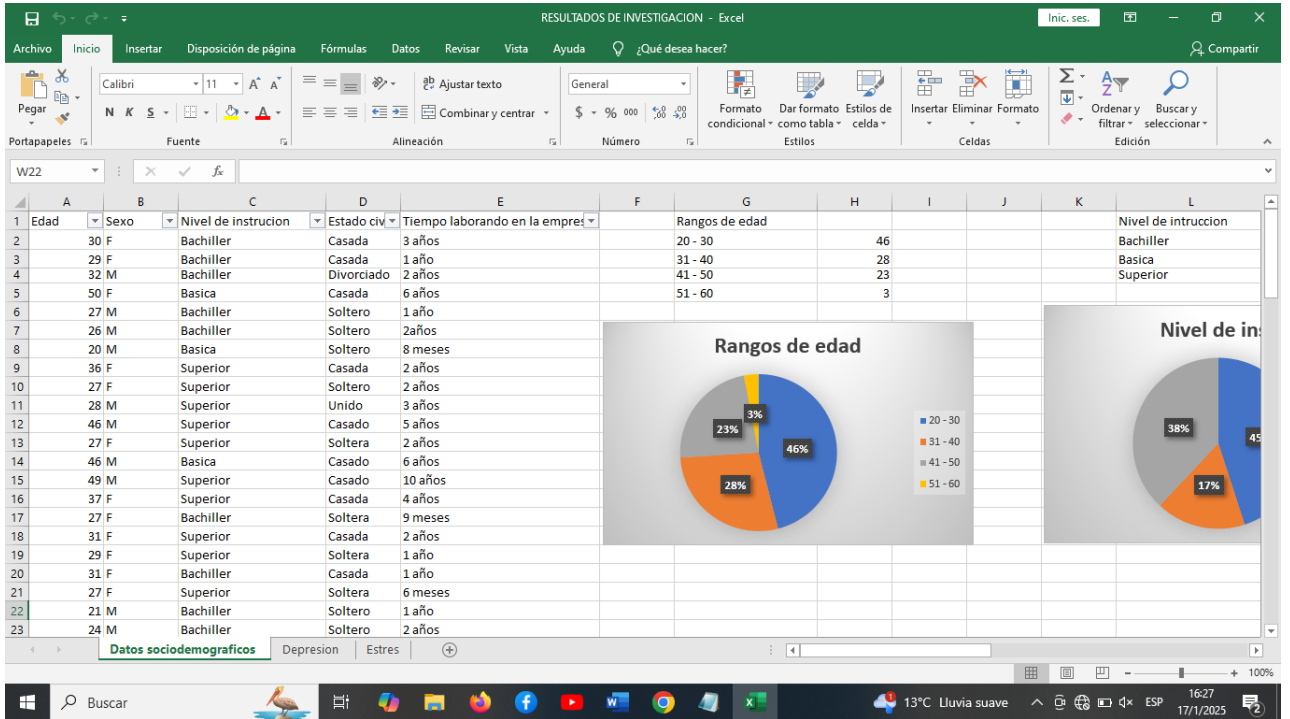 RESULTADOS DE INVESTIGACION - Excel
Inic. ses.
Archivo Inicio Insertar Disposición de página Fórmulas Datos Revisar Vista Ayuda ¿Qué desea hacer? Compartir
Pegar
Calibri 11
N K S
Ajustar texto
Combinar y centrar
General
$ % 000
Formato condicional
Dar formato como tabla
Estilos de celda
Insertar Eliminar Formato
Ordenar y filtrar
Buscar y seleccionar
Portapapeles Fuente Alineación Número Estilos Celdas Edición
W22 fx
A B C D E F G H I J K L
1 Edad Sexo Nivel de instrucion Estado civ Tiempo laborando en la empres Rangos de edad Nivel de intruccion
2 30 F Bachiller Casada 3 años 20 - 30 46 Bachiller
3 29 F Bachiller Casada 1 año 31 - 40 28 Basica
4 32 M Bachiller Divorciado 2 años 41 - 50 23 Superior
5 50 F Basica Casada 6 años 51 - 60 3
6 27 M Bachiller Soltero 1 año
7 26 M Bachiller Soltero 2años
8 20 M Basica Soltero 8 meses
9 36 F Superior Casada 2 años
10 27 F Superior Soltero 2 años
11 28 M Superior Unido 3 años
12 46 M Superior Casado 5 años
13 27 F Superior Soltera 2 años
14 46 M Basica Casado 6 años
15 49 M Superior Casado 10 años
16 37 F Superior Casada 4 años
17 27 F Bachiller Soltera 9 meses
18 31 F Superior Casada 2 años
19 29 F Superior Soltera 1 año
20 31 F Bachiller Casada 1 año
21 27 F Superior Soltera 6 meses
22 21 M Bachiller Soltero 1 año
23 24 M Bachiller Soltero 2 años
Rangos de edad
3%
23%
46%
28%
20 - 30
31 - 40
41 - 50
51 - 60
Nivel de in
38%
45
17%
Datos sociodemograficos Depresion Estres
100%
Buscar
13°C Lluvia suave
ESP
16:27
17/1/2025